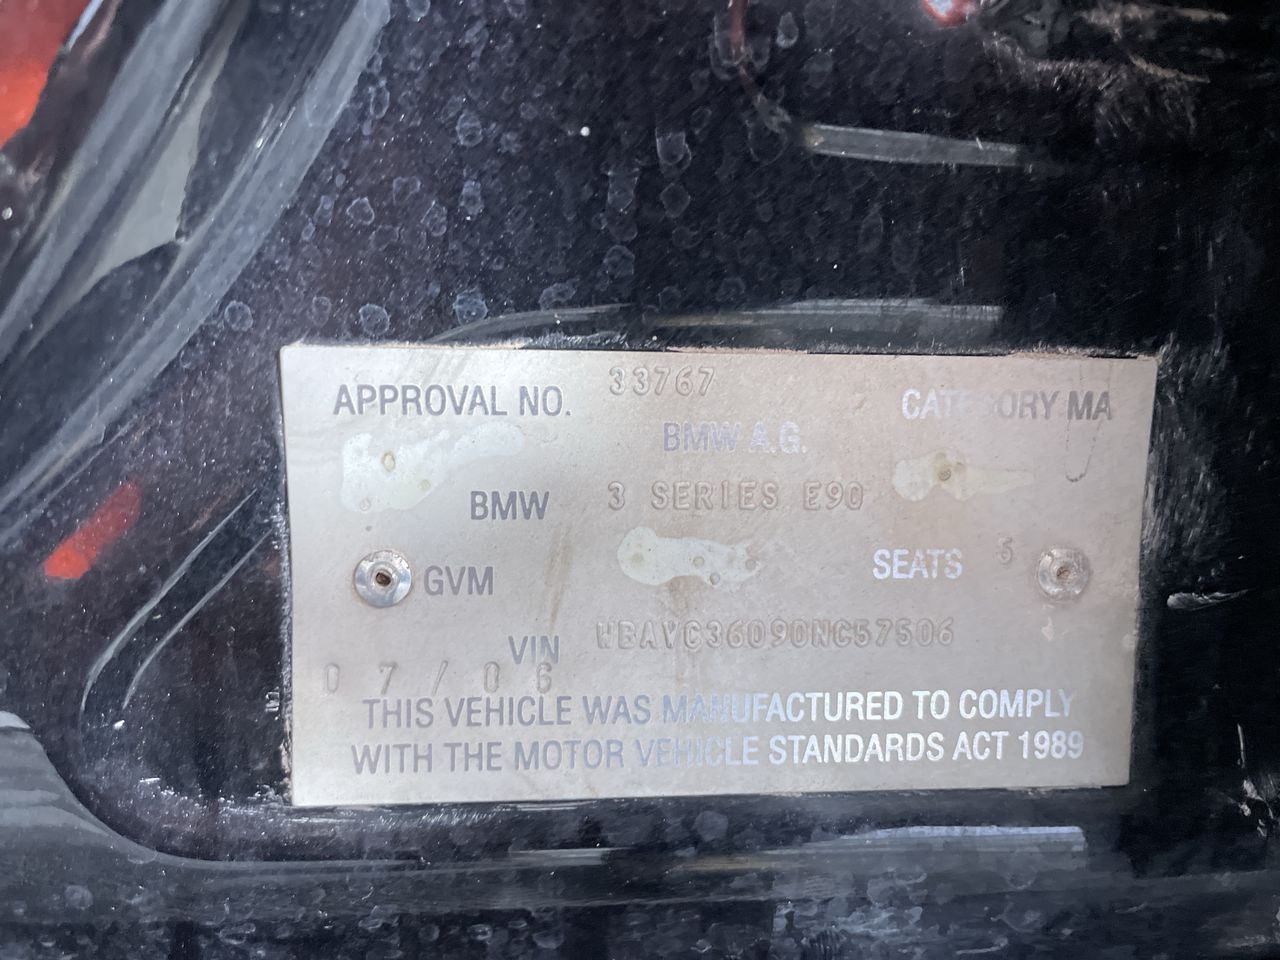 APPROVAL NO. 33767 CATEGORY MA
BMW A.G.
BMW 3 SERIES E90
GVM SEATS 5
VIN WBAVC36090NC57506
07/06
THIS VEHICLE WAS MANUFACTURED TO COMPLY
WITH THE MOTOR VEHICLE STANDARDS ACT 1989